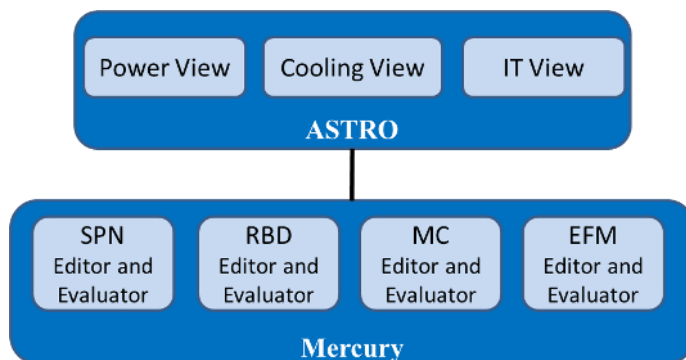 Power View
Cooling View
IT View
ASTRO
SPN
Editor and
Evaluator
RBD
Editor and
Evaluator
MC
Editor and
Evaluator
EFM
Editor and
Evaluator
Mercury